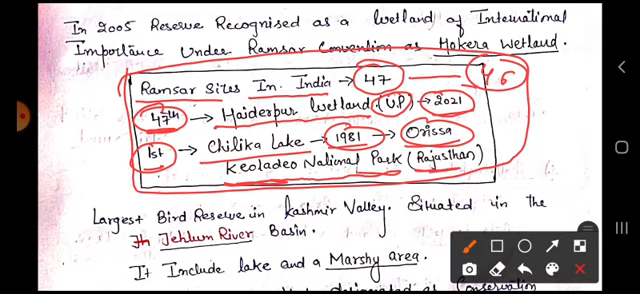 In 2005 Reserve Recognised as a Wetland of International
Importance Under Ramsar Convention as Hokera Wetland.
Ramsar Sites In India → 47 46
47th → Haiderpur Wetland (U.P) → 2021
1st → Chilika Lake → 1981 → Orissa
Keoladeo National Park (Rajasthan)
Largest Bird Reserve in Kashmir Valley. Situated in the
Jehlum River Basin.
It Include lake and a Marshy area.
designated as Conservation